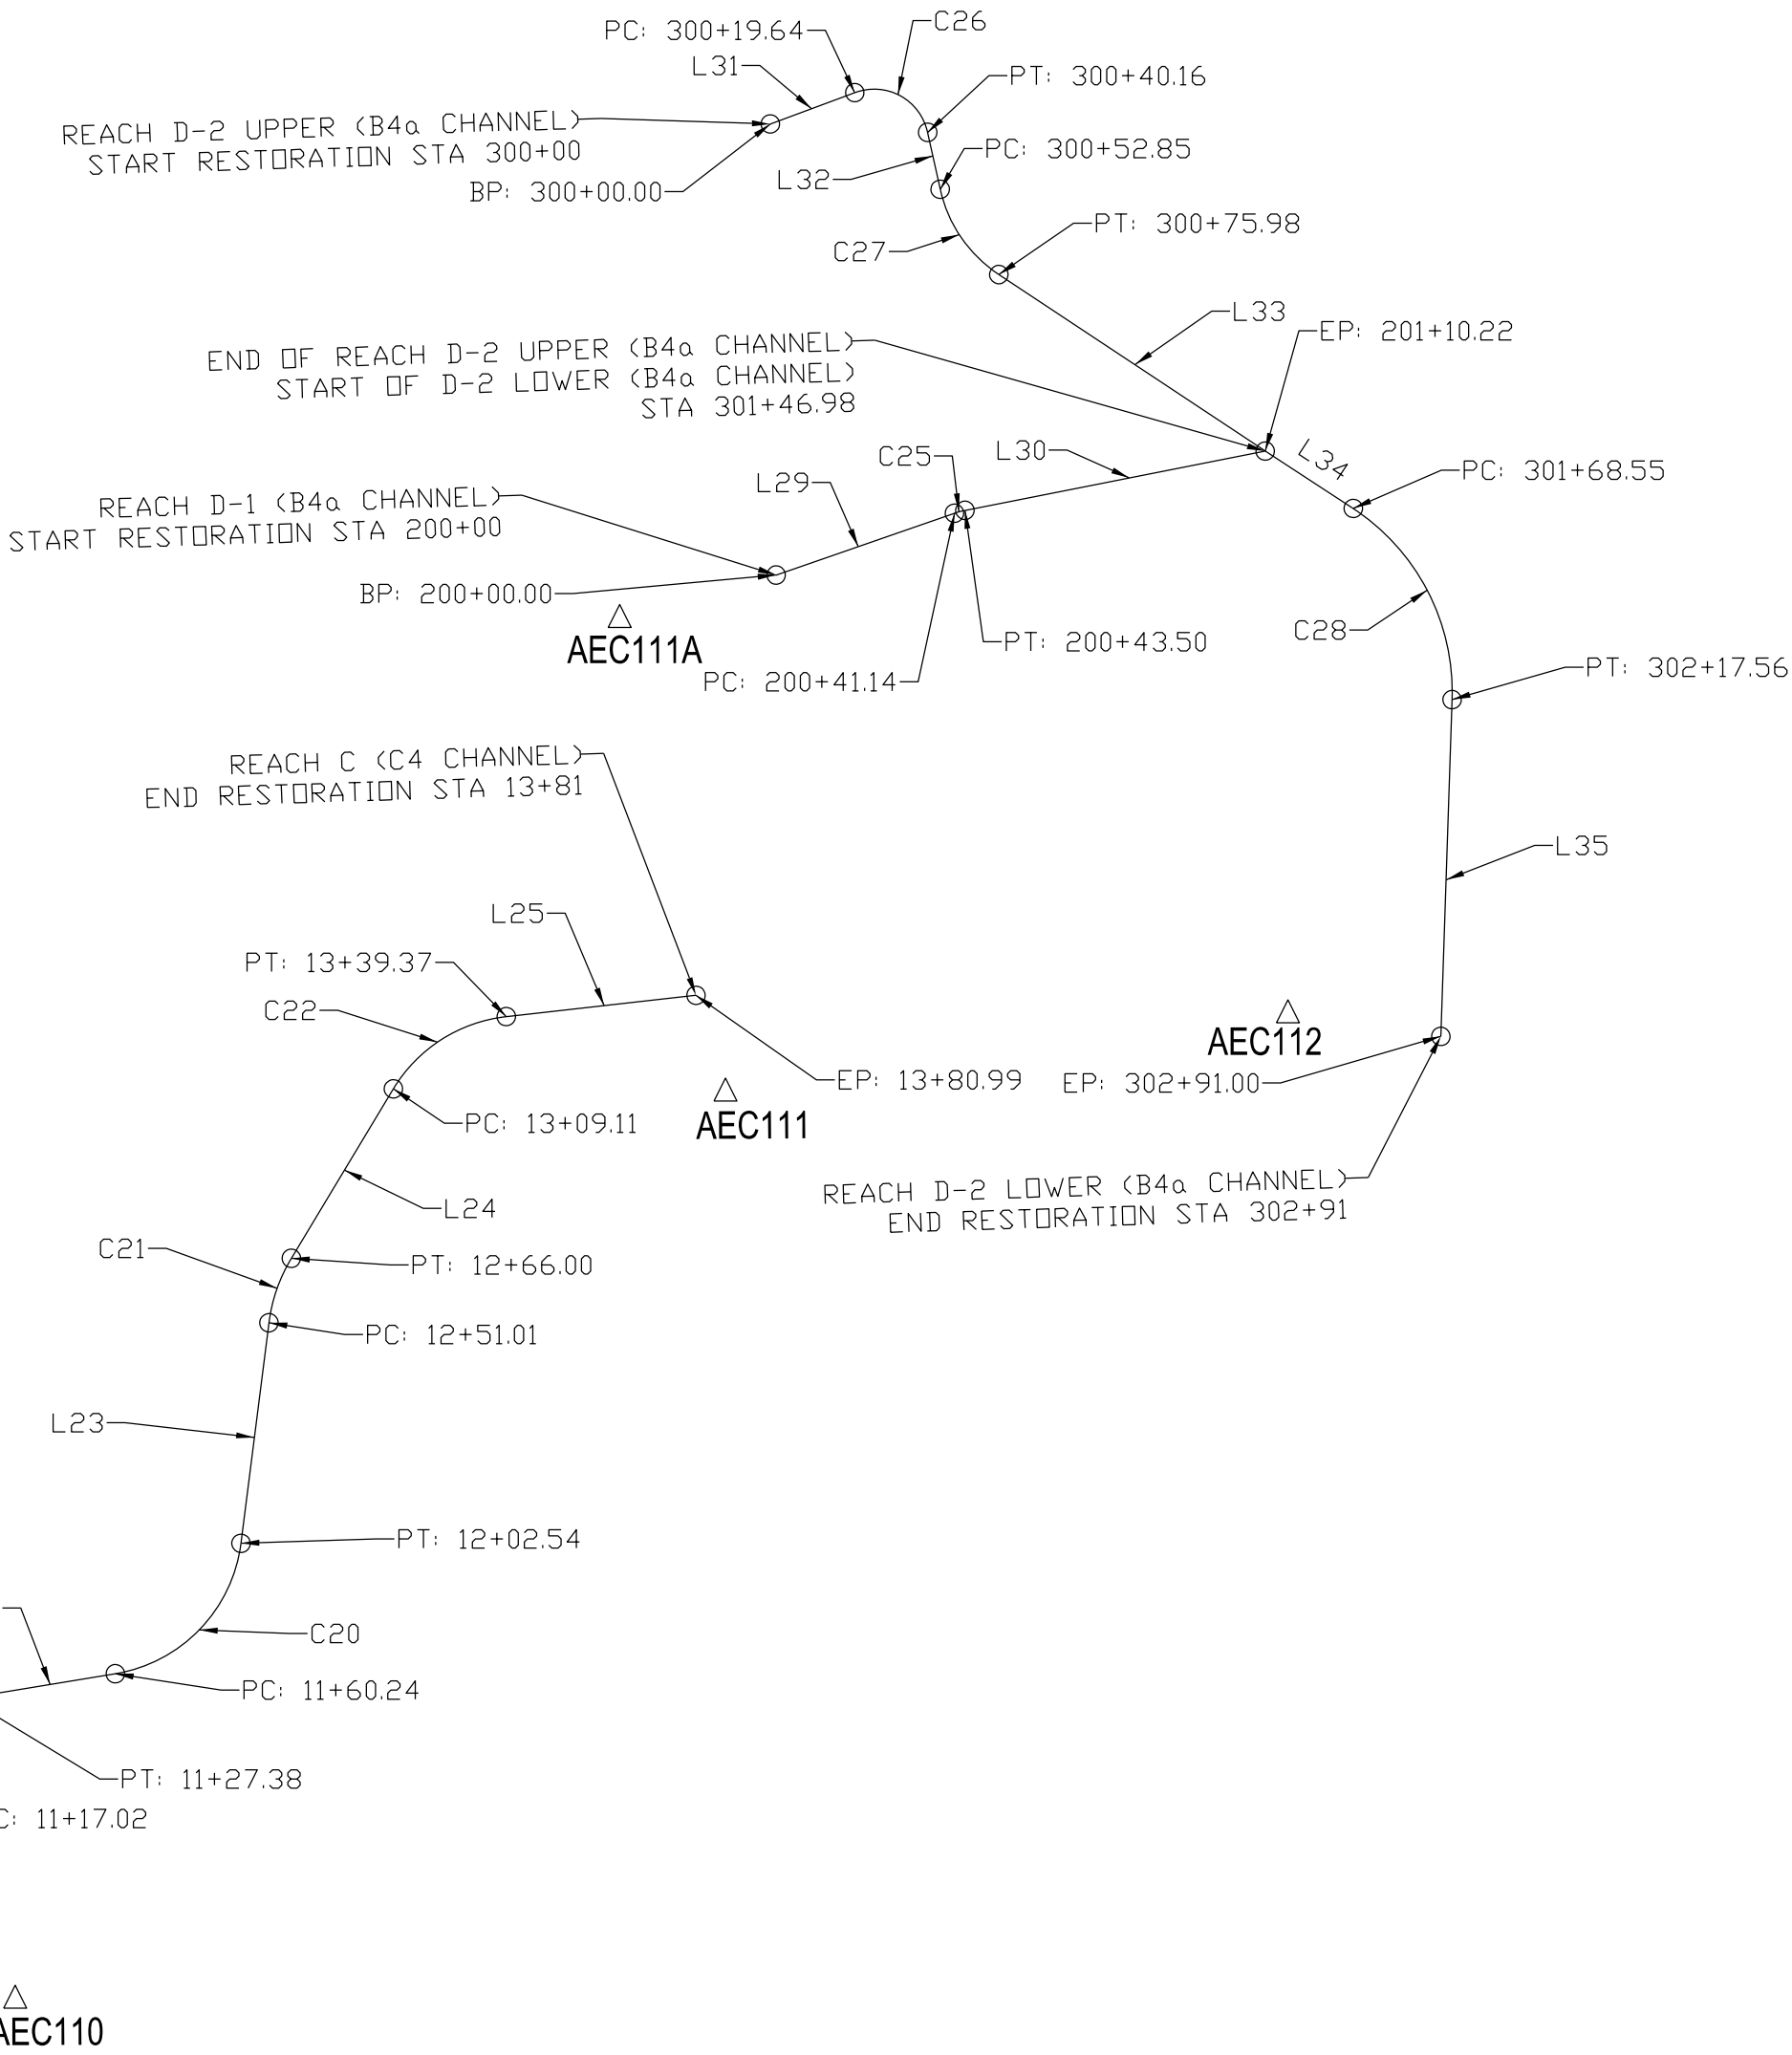 PC: 300+19.64
C26
L31
PT: 300+40.16
REACH D-2 UPPER (B4a CHANNEL)
START RESTORATION STA 300+00
BP: 300+00.00
L32
PC: 300+52.85
PT: 300+75.98
C27
L33
EP: 201+10.22
END OF REACH D-2 UPPER (B4a CHANNEL)
START OF D-2 LOWER (B4a CHANNEL)
STA 301+46.98
L34
L30
C25
PC: 301+68.55
L29
REACH D-1 (B4a CHANNEL)
START RESTORATION STA 200+00
BP: 200+00.00
AEC111A
PT: 200+43.50
C28
PT: 302+17.56
PC: 200+41.14
REACH C (C4 CHANNEL)
END RESTORATION STA 13+81
L35
L25
PT: 13+39.37
C22
AEC112
EP: 13+80.99
EP: 302+91.00
PC: 13+09.11
AEC111
REACH D-2 LOWER (B4a CHANNEL)
END RESTORATION STA 302+91
L24
C21
PT: 12+66.00
PC: 12+51.01
L23
PT: 12+02.54
C20
PC: 11+60.24
PT: 11+27.38
C: 11+17.02
AEC110